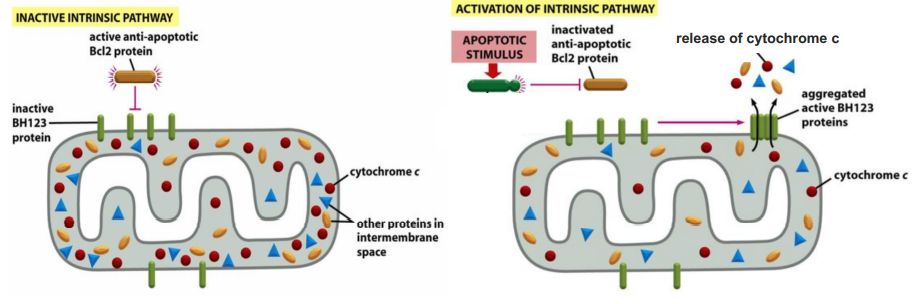 INACTIVE INTRINSIC PATHWAY
active anti-apoptotic
Bcl2 protein
inactive
BH123
protein
cytochrome c
other proteins in
intermembrane
space
ACTIVATION OF INTRINSIC PATHWAY
APOPTOTIC
STIMULUS
inactivated
anti-apoptotic
Bcl2 protein
release of cytochrome c
aggregated
active BH123
proteins
cytochrome c